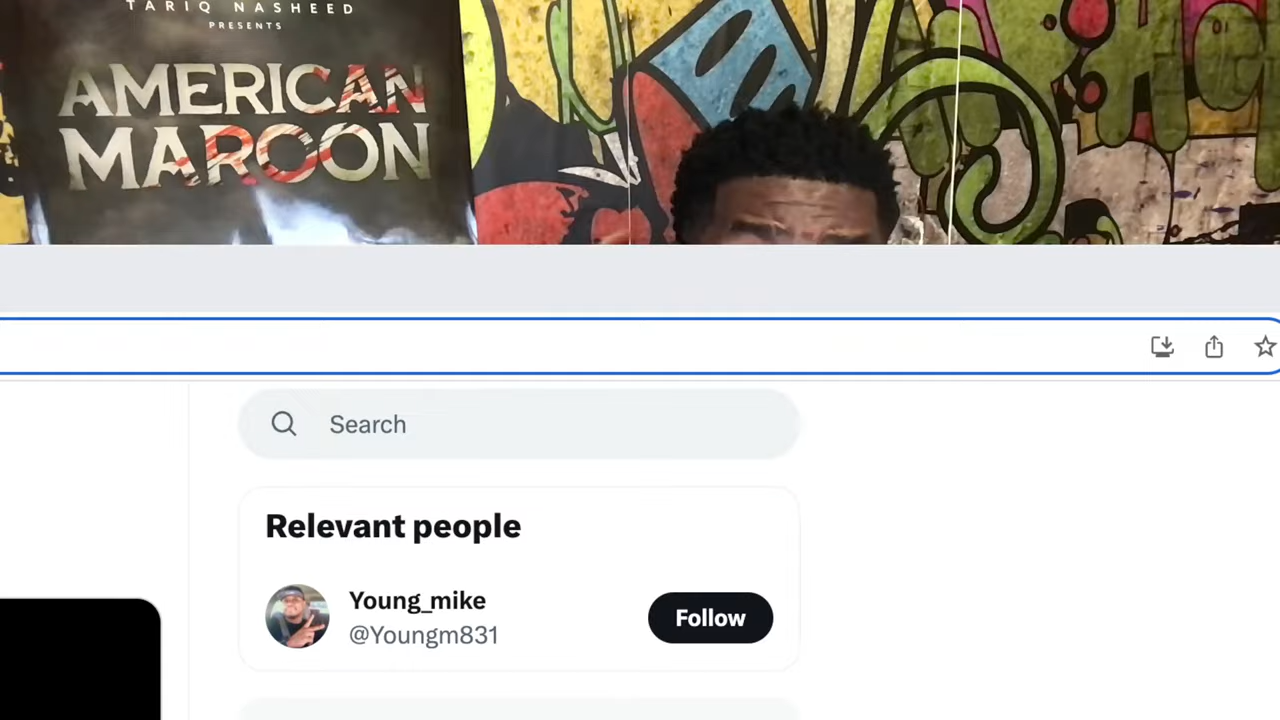 TARIQ NASHEED
PRESENTS
AMERICAN
MAROON
Search
Relevant people
Young_mike
@Youngm831
Follow